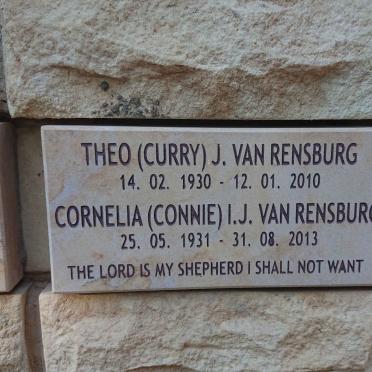 THEO (CURRY) J. VAN RENSBURG
14. 02. 1930 - 12. 01. 2010
CORNELIA (CONNIE) I.J. VAN RENSBURG
25. 05. 1931 - 31. 08. 2013
THE LORD IS MY SHEPHERD I SHALL NOT WANT